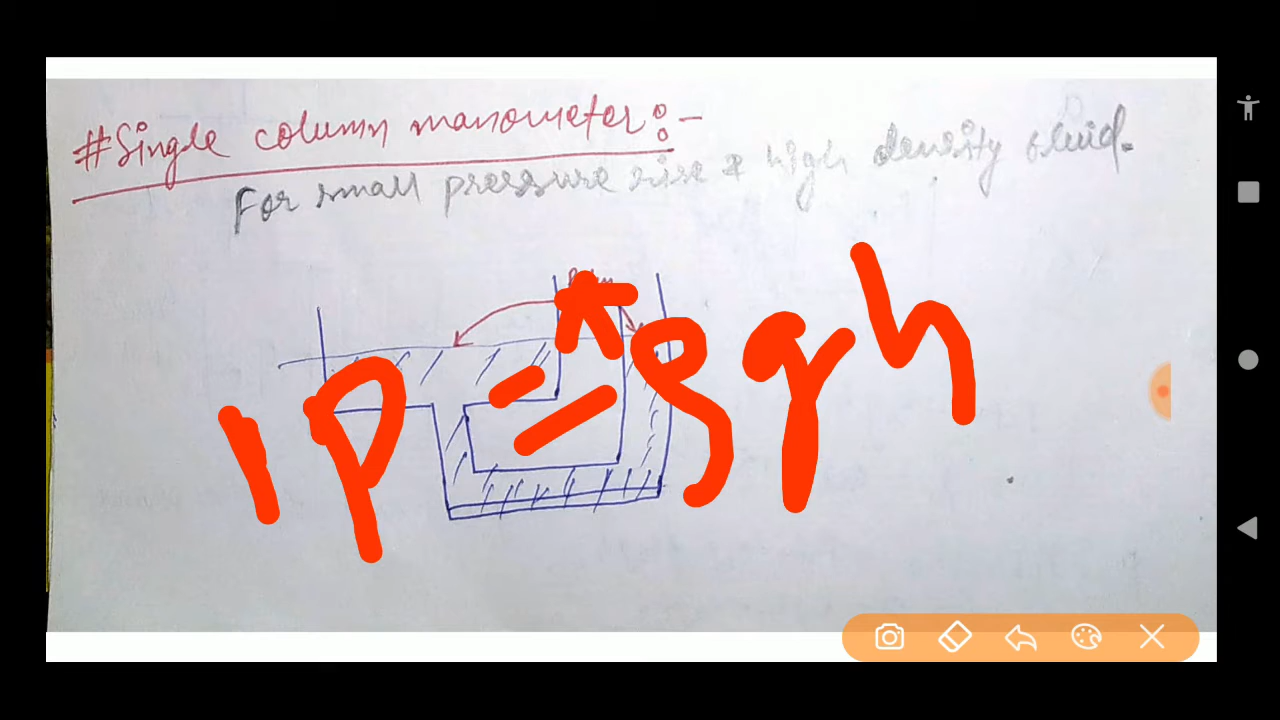 #Single column manometer:-
For small pressure rise & high density fluid.
P = ρgh